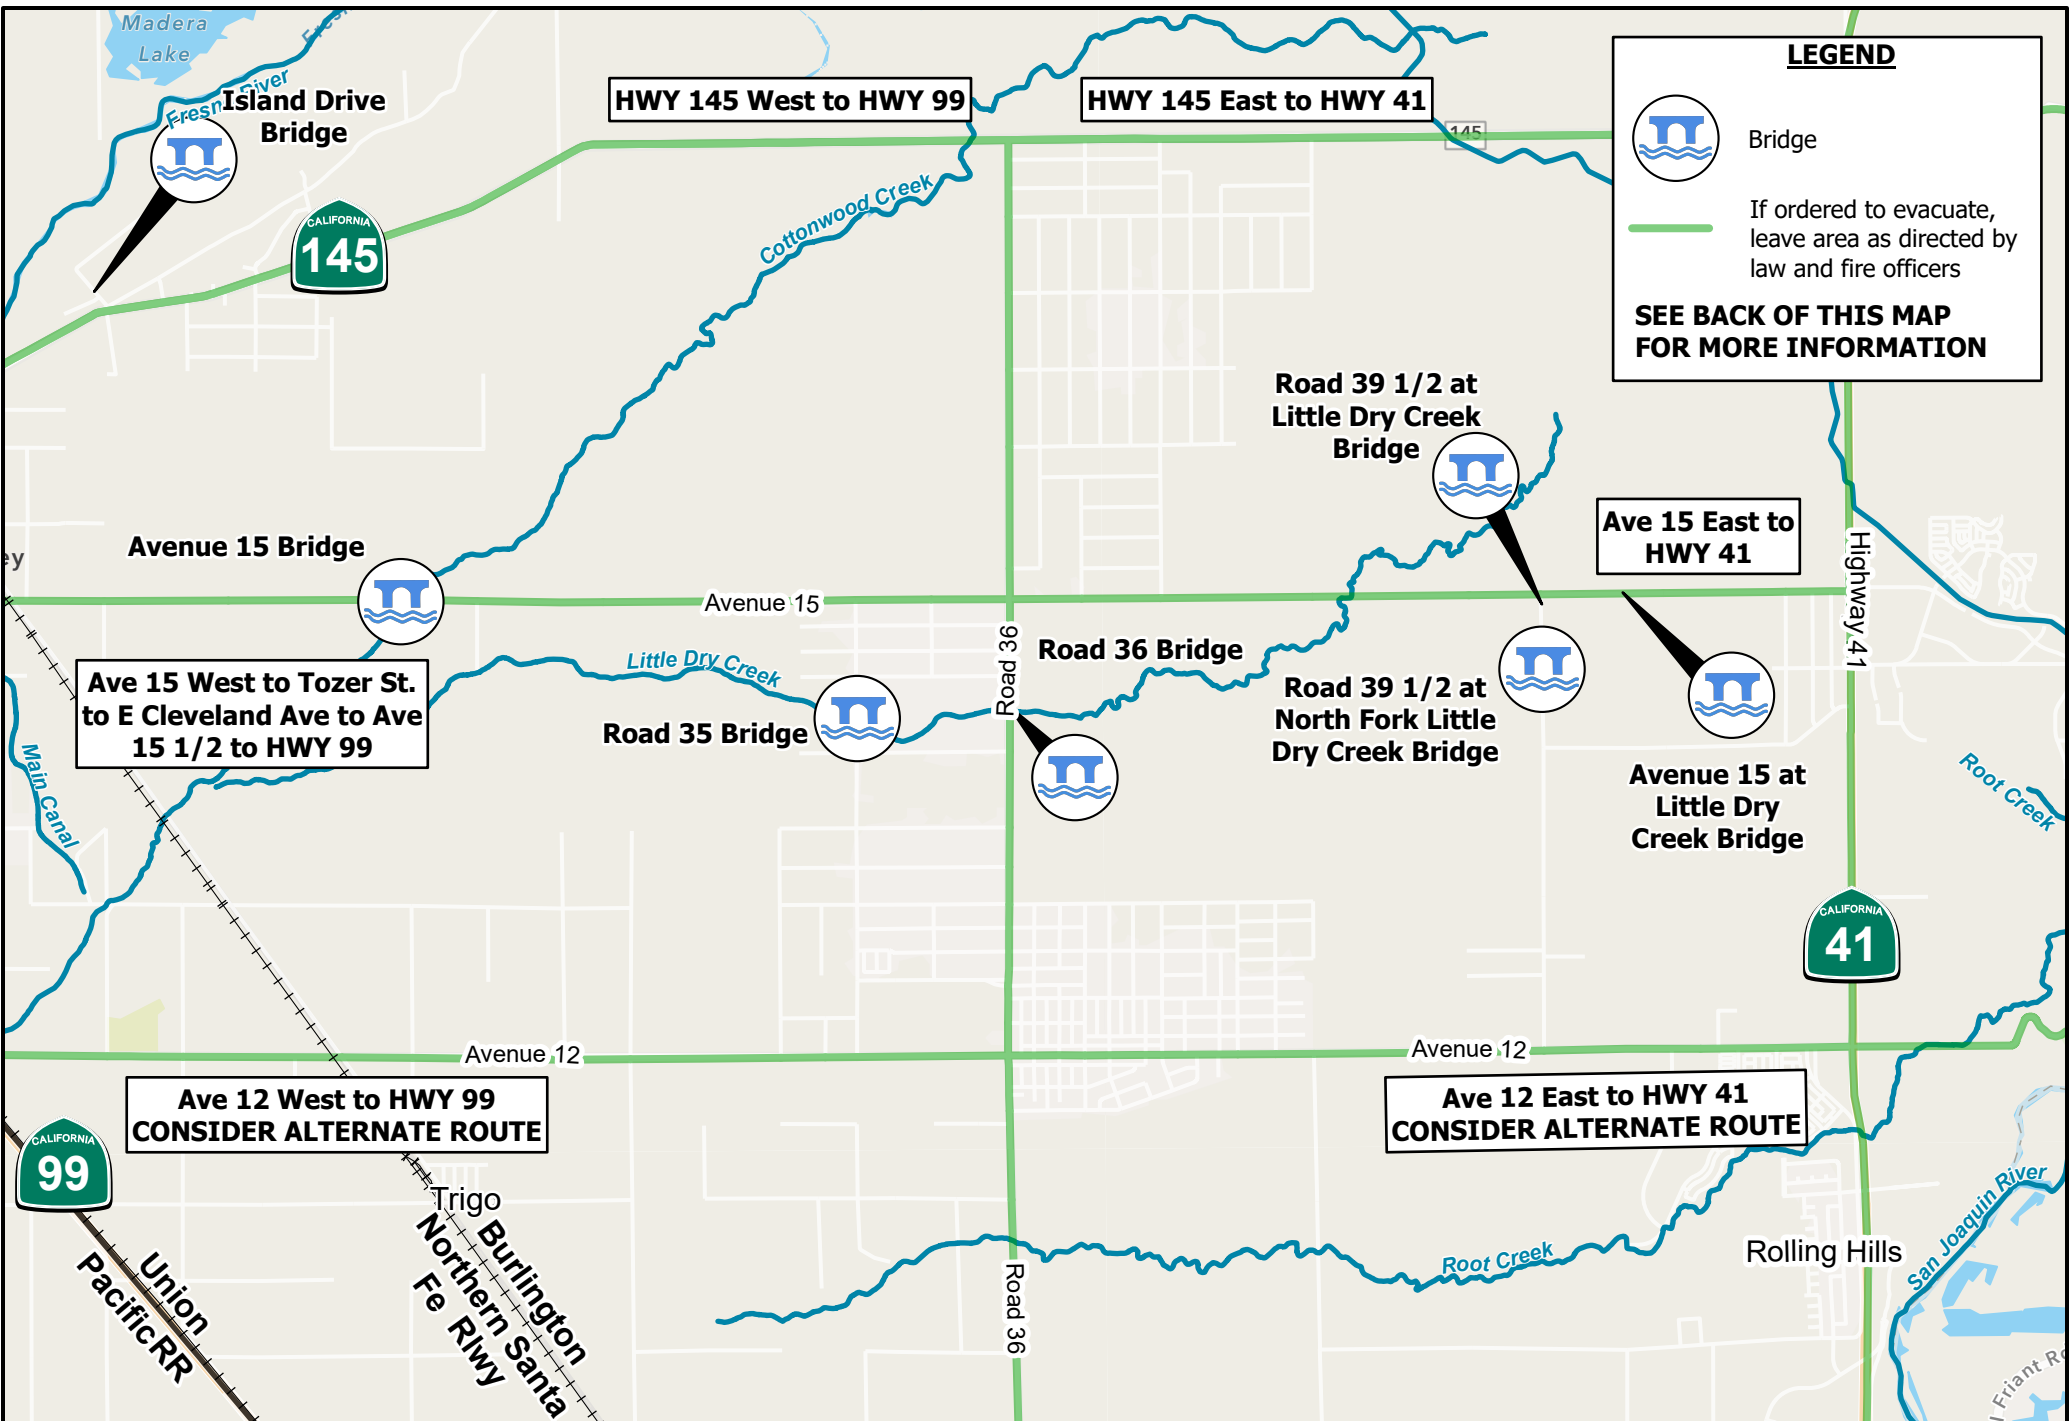 Madera
Lake
Fresno River
Island Drive
Bridge
HWY 145 West to HWY 99
HWY 145 East to HWY 41
145
LEGEND
Bridge
If ordered to evacuate,
leave area as directed by
law and fire officers
SEE BACK OF THIS MAP
FOR MORE INFORMATION
CALIFORNIA
145
Cottonwood Creek
Road 39 1/2 at
Little Dry Creek
Bridge
Ave 15 East to
HWY 41
Avenue 15 Bridge
ey
Avenue 15
Highway 41
Road 36
Road 36 Bridge
Little Dry Creek
Ave 15 West to Tozer St.
to E Cleveland Ave to Ave
15 1/2 to HWY 99
Road 35 Bridge
Road 39 1/2 at
North Fork Little
Dry Creek Bridge
Main Canal
Avenue 15 at
Little Dry
Creek Bridge
Root Creek
CALIFORNIA
41
Avenue 12
Avenue 12
Ave 12 West to HWY 99
CONSIDER ALTERNATE ROUTE
Ave 12 East to HWY 41
CONSIDER ALTERNATE ROUTE
CALIFORNIA
99
Trigo
Union
Pacific RR
Burlington
Northern Santa
Fe Rlwy
Road 36
Root Creek
Rolling Hills
San Joaquin River
Friant